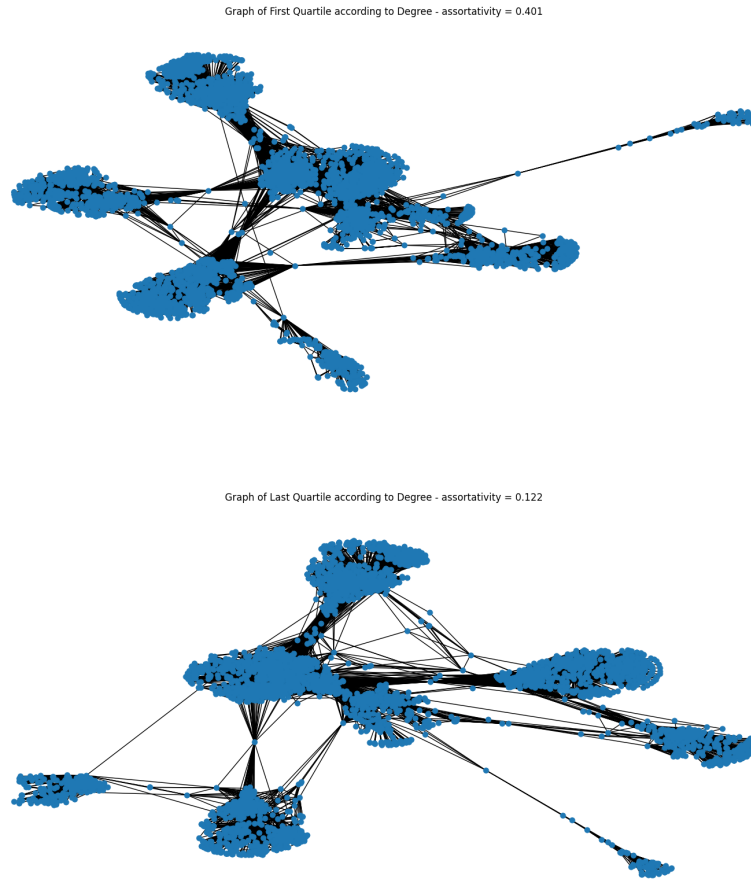 Graph of First Quartile according to Degree - assortativity = 0.401
Graph of Last Quartile according to Degree - assortativity = 0.122